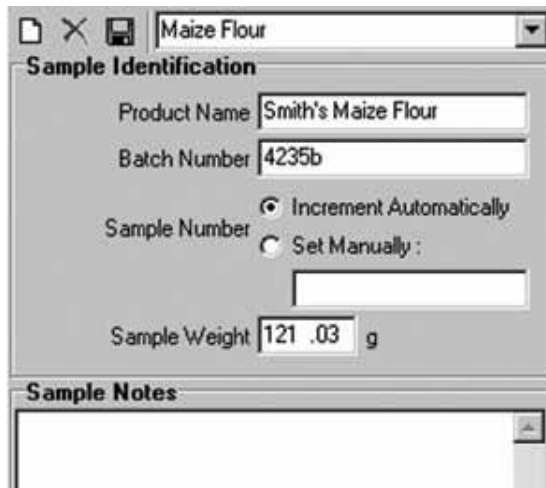 Maize Flour
Sample Identification
Product Name Smith's Maize Flour
Batch Number 4235b
Sample Number
Increment Automatically
Set Manually :
Sample Weight 121 .03 g
Sample Notes